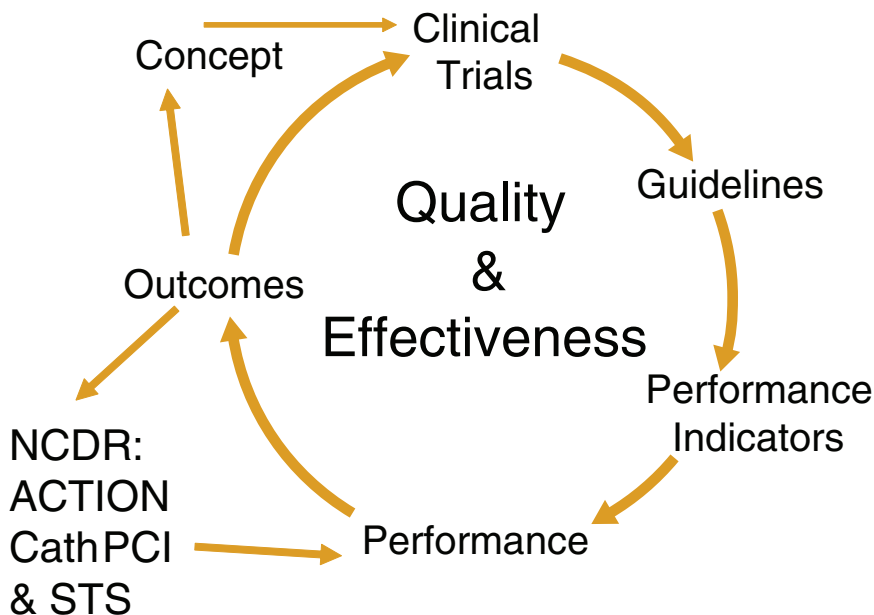 Concept
Clinical
Trials
Guidelines
Quality
&
Effectiveness
Outcomes
Performance
Indicators
NCDR:
ACTION
CathPCI
& STS
Performance